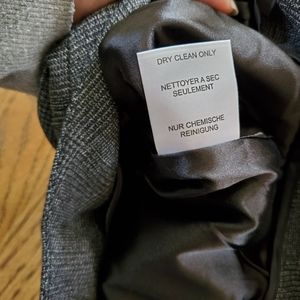 DRY CLEAN ONLY
NETTOYER A SEC
SEULEMENT
NUR CHEMISCHE
REINIGUNG